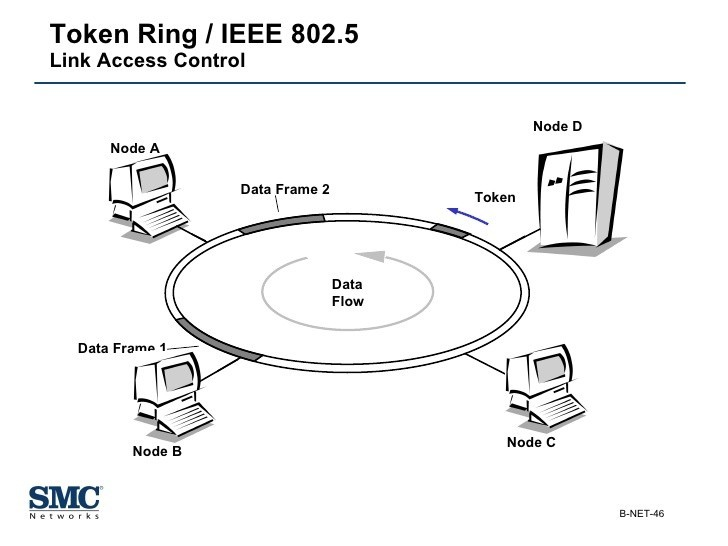 Token Ring / IEEE 802.5
Link Access Control
Node D
Node A
Data Frame 2
Token
Data
Flow
Data Frame 1
Node C
Node B
SMC
Networks
B-NET-46